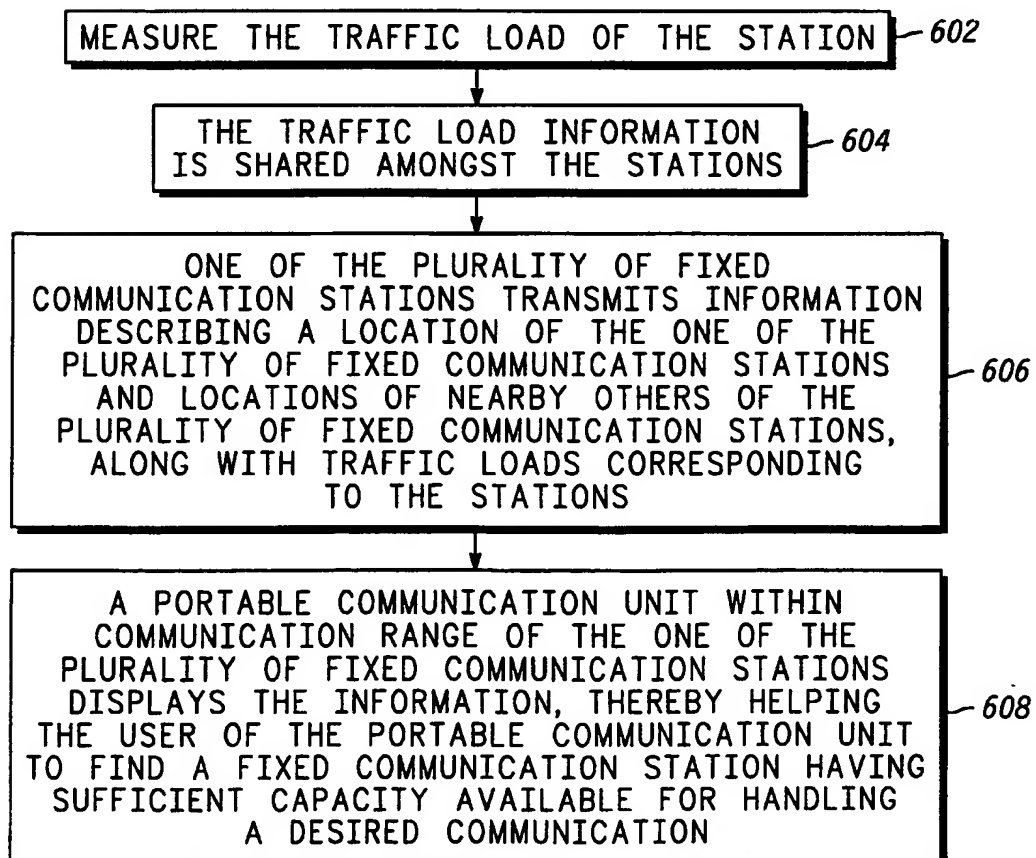 MEASURE THE TRAFFIC LOAD OF THE STATION
602
THE TRAFFIC LOAD INFORMATION
IS SHARED AMONGST THE STATIONS
604
ONE OF THE PLURALITY OF FIXED
COMMUNICATION STATIONS TRANSMITS INFORMATION
DESCRIBING A LOCATION OF THE ONE OF THE
PLURALITY OF FIXED COMMUNICATION STATIONS
AND LOCATIONS OF NEARBY OTHERS OF THE
PLURALITY OF FIXED COMMUNICATION STATIONS,
ALONG WITH TRAFFIC LOADS CORRESPONDING
TO THE STATIONS
606
A PORTABLE COMMUNICATION UNIT WITHIN
COMMUNICATION RANGE OF THE ONE OF THE
PLURALITY OF FIXED COMMUNICATION STATIONS
DISPLAYS THE INFORMATION, THEREBY HELPING
THE USER OF THE PORTABLE COMMUNICATION UNIT
TO FIND A FIXED COMMUNICATION STATION HAVING
SUFFICIENT CAPACITY AVAILABLE FOR HANDLING
A DESIRED COMMUNICATION
608